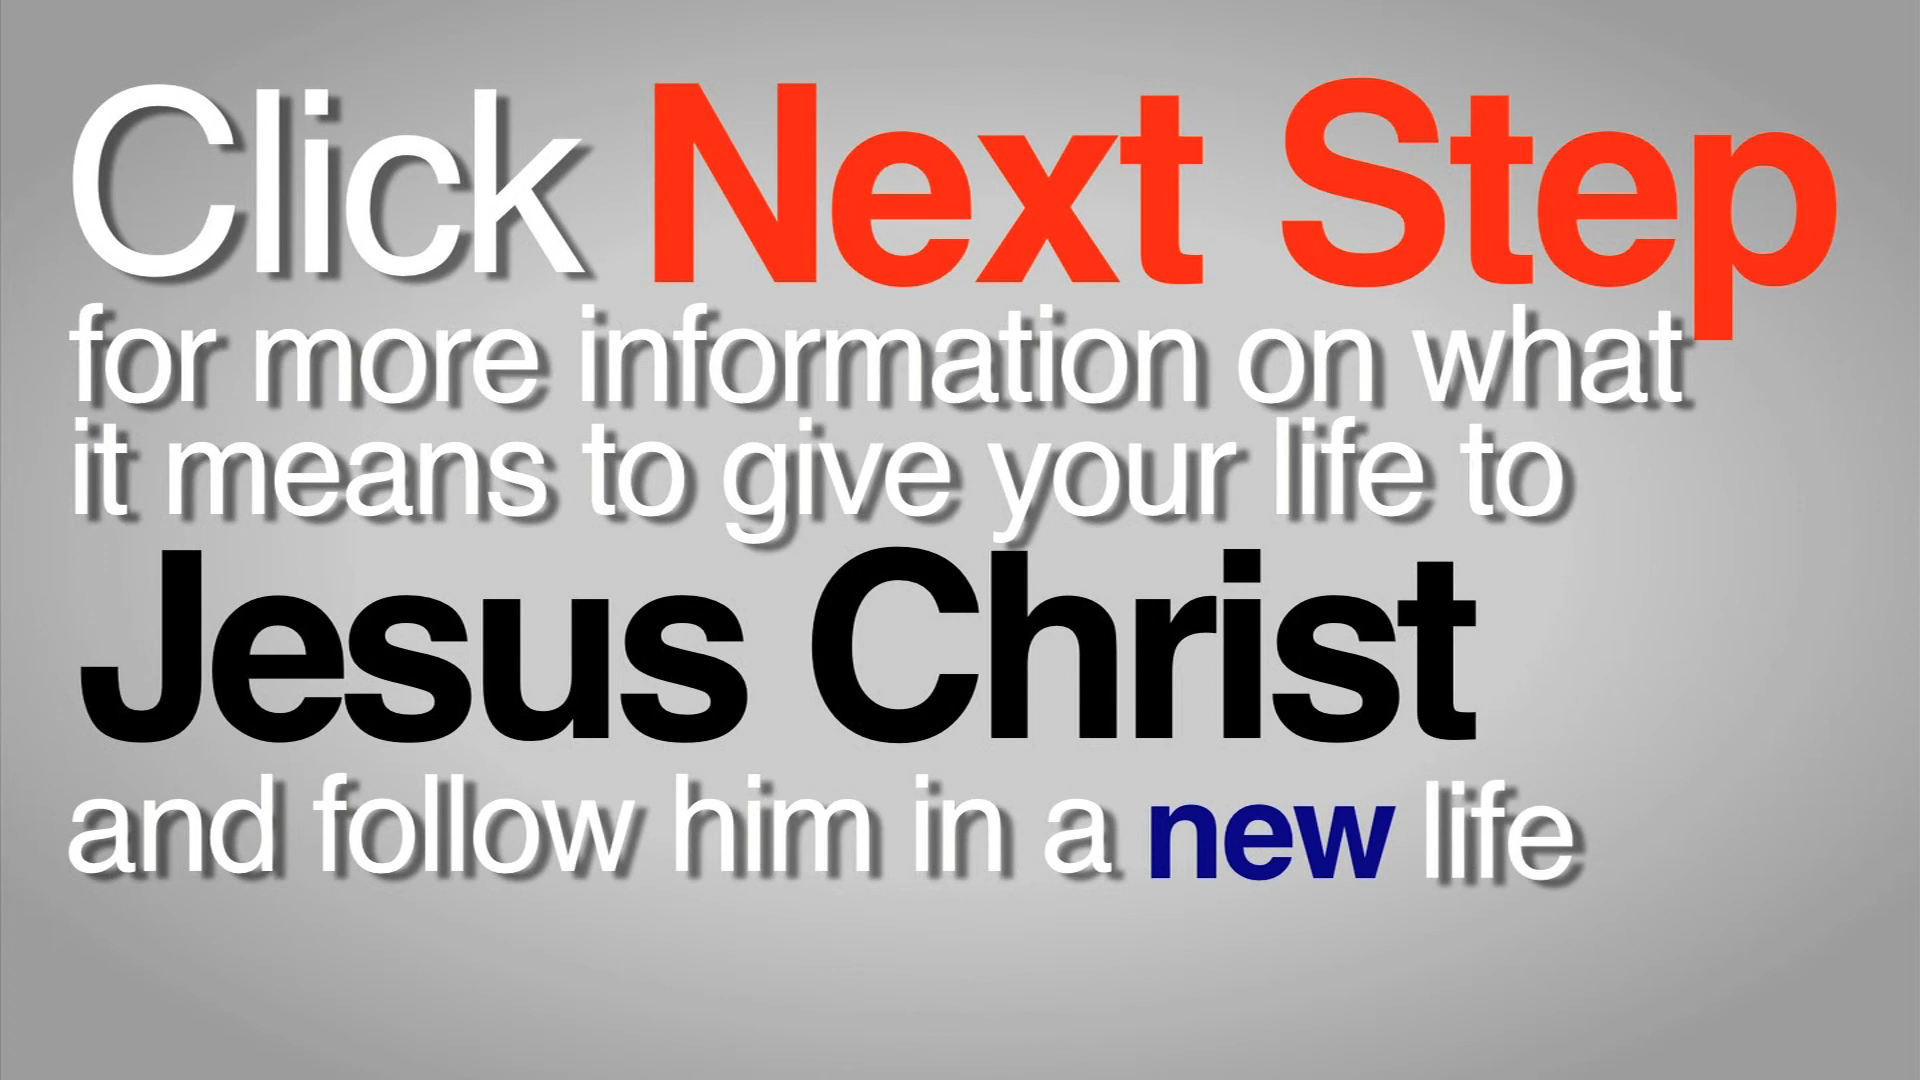 Click Next Step
for more information on what
it means to give your life to
Jesus Christ
and follow him in a new life